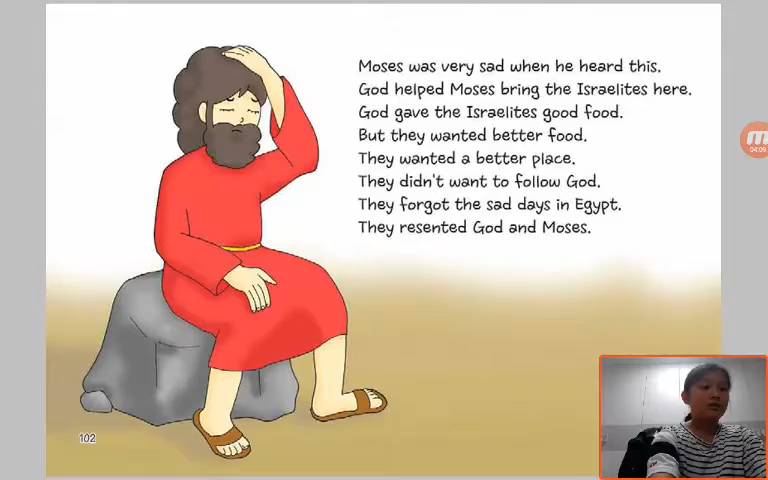 Moses was very sad when he heard this.
God helped Moses bring the Israelites here.
God gave the Israelites good food.
But they wanted better food.
They wanted a better place.
They didn't want to follow God.
They forgot the sad days in Egypt.
They resented God and Moses.
102
04:09